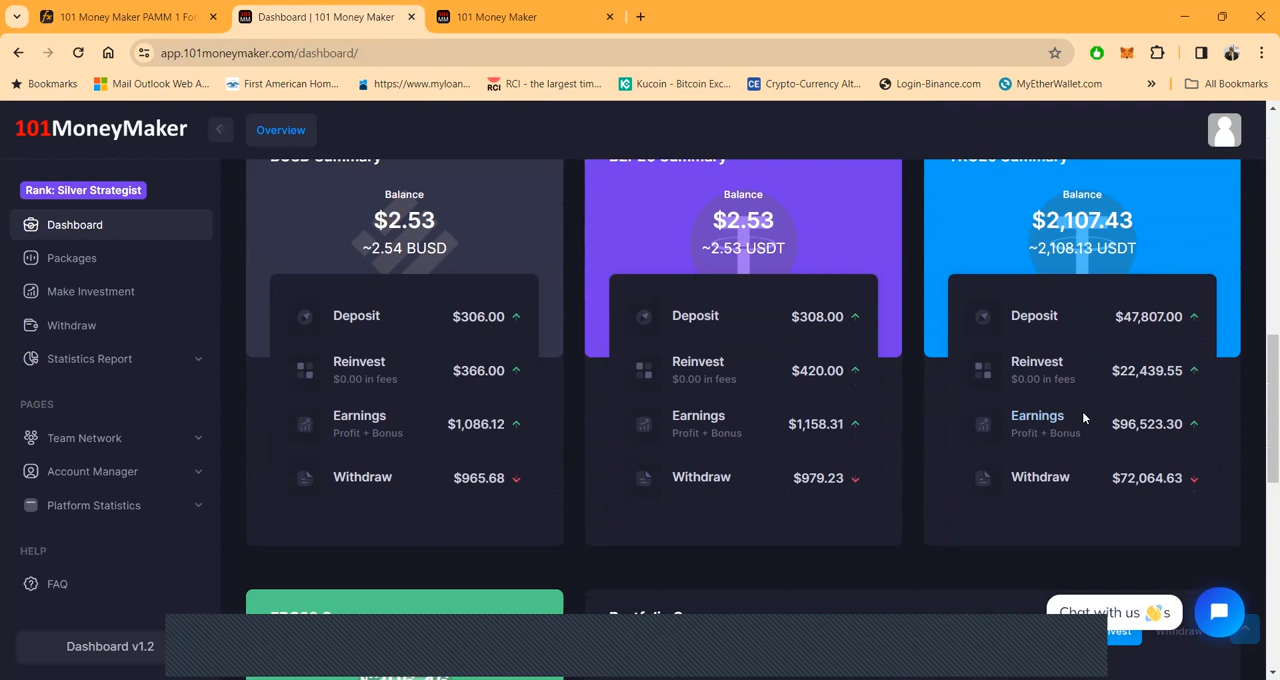 101 Money Maker PAMM 1 For
Dashboard | 101 Money Maker
101 Money Maker
app.101moneymaker.com/dashboard/
Bookmarks
Mail Outlook Web A...
First American Hom...
https://www.myloan...
RCI - the largest tim...
Kucoin - Bitcoin Exc...
Crypto-Currency Alt...
Login-Binance.com
MyEtherWallet.com
All Bookmarks
101MoneyMaker
Overview
Rank: Silver Strategist
Dashboard
Packages
Make Investment
Withdraw
Statistics Report
PAGES
Team Network
Account Manager
Platform Statistics
HELP
FAQ
Dashboard v1.2
Balance
$2.53
~2.54 BUSD
Deposit $306.00
Reinvest $366.00
$0.00 in fees
Earnings $1,086.12
Profit + Bonus
Withdraw $965.68
Balance
$2.53
~2.53 USDT
Deposit $308.00
Reinvest $420.00
$0.00 in fees
Earnings $1,158.31
Profit + Bonus
Withdraw $979.23
Balance
$2,107.43
~2,108.13 USDT
Deposit $47,807.00
Reinvest $22,439.55
$0.00 in fees
Earnings $96,523.30
Profit + Bonus
Withdraw $72,064.63
Chat with us 👋s
Withdraw